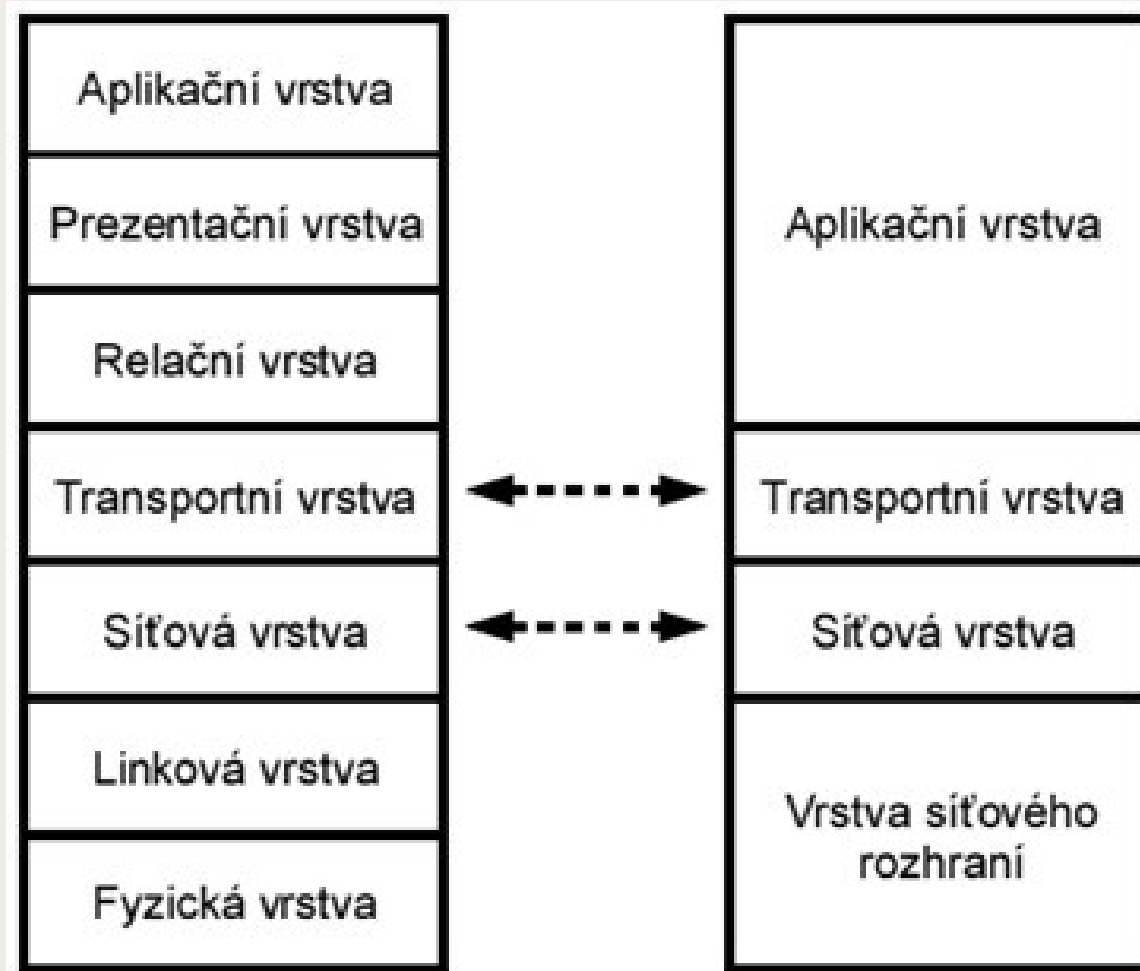 Aplikační vrstva
Prezentační vrstva
Relační vrstva
Transportní vrstva
Síťová vrstva
Linková vrstva
Fyzická vrstva
Aplikační vrstva
Transportní vrstva
Síťová vrstva
Vrstva síťového
rozhraní